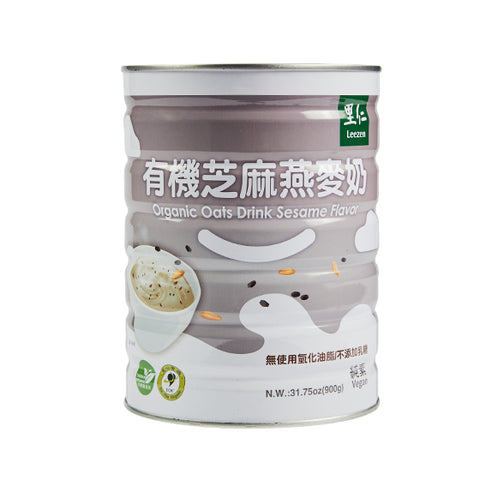 里仁
Leezen
有機芝麻燕麥奶
Organic Oats Drink Sesame Flavor
無使用氫化油脂/不添加乳糖
純素
Vegan
N.W.:31.75oz(900g)